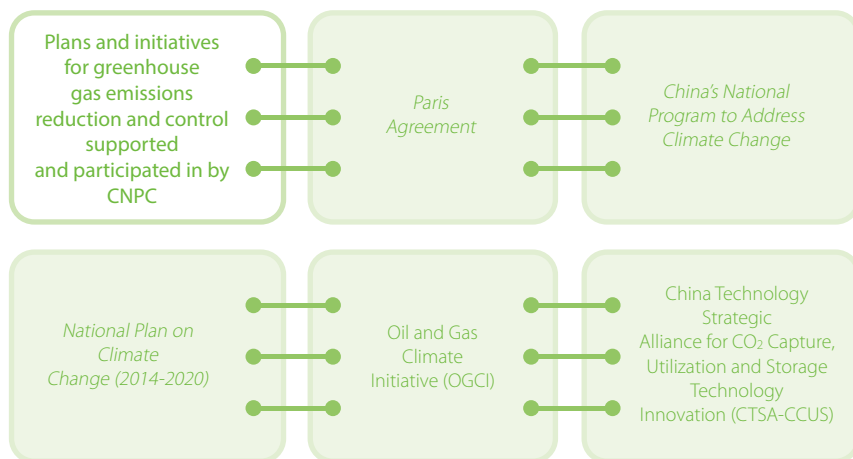 Plans and initiatives
for greenhouse
gas emissions
reduction and control
supported
and participated in by
CNPC
Paris
Agreement
China's National
Program to Address
Climate Change
National Plan on
Climate
Change (2014-2020)
Oil and Gas
Climate
Initiative (OGCI)
China Technology
Strategic
Alliance for CO₂ Capture,
Utilization and Storage
Technology
Innovation (CTSA-CCUS)